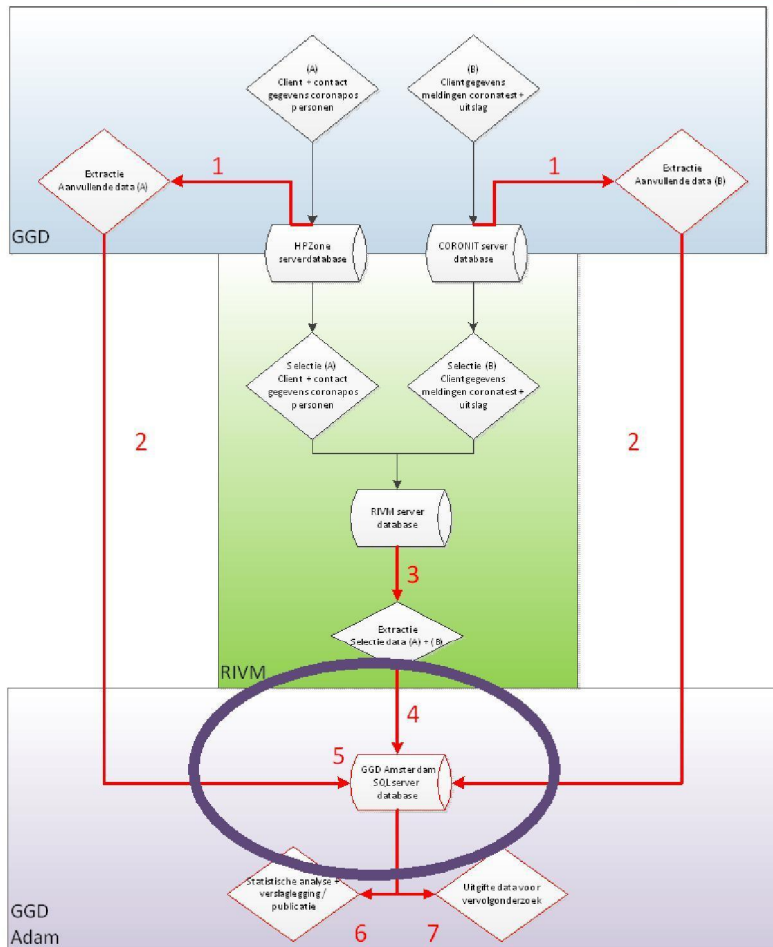 (A)
Client + contact
gegevens coronapos
personen
(B)
Clientgegevens
meldingen coronatest +
uitslag
1
1
Extractie
Aanvullende data (A)
Extractie
Aanvullende data (B)
GGD
HPZone
serverdatabase
CORONIT server
database
Selectie (A)
Client + contact
gegevens coronapos
personen
Selectie (B)
Clientgegevens
meldingen coronatest +
uitslag
2
2
RIVM server
database
3
Extractie
Selectie data (A) + (B)
RIVM
4
5
GGD Amsterdam
SQLserver
database
Statistische analyse +
verslaglegging /
publicatie
Uitgifte data voor
vervolgonderzoek
6
7
GGD
Adam